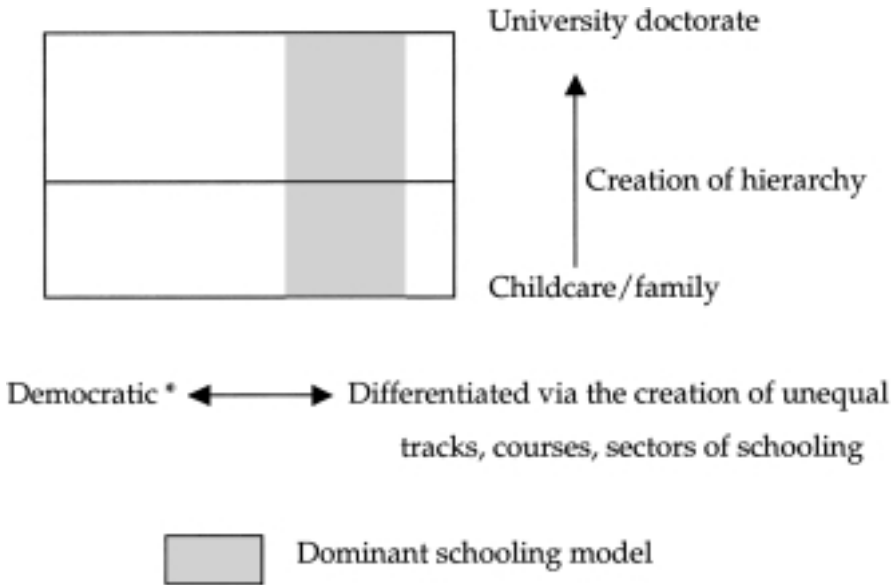 University doctorate
Creation of hierarchy
Childcare/family
Democratic * Differentiated via the creation of unequal
tracks, courses, sectors of schooling
Dominant schooling model